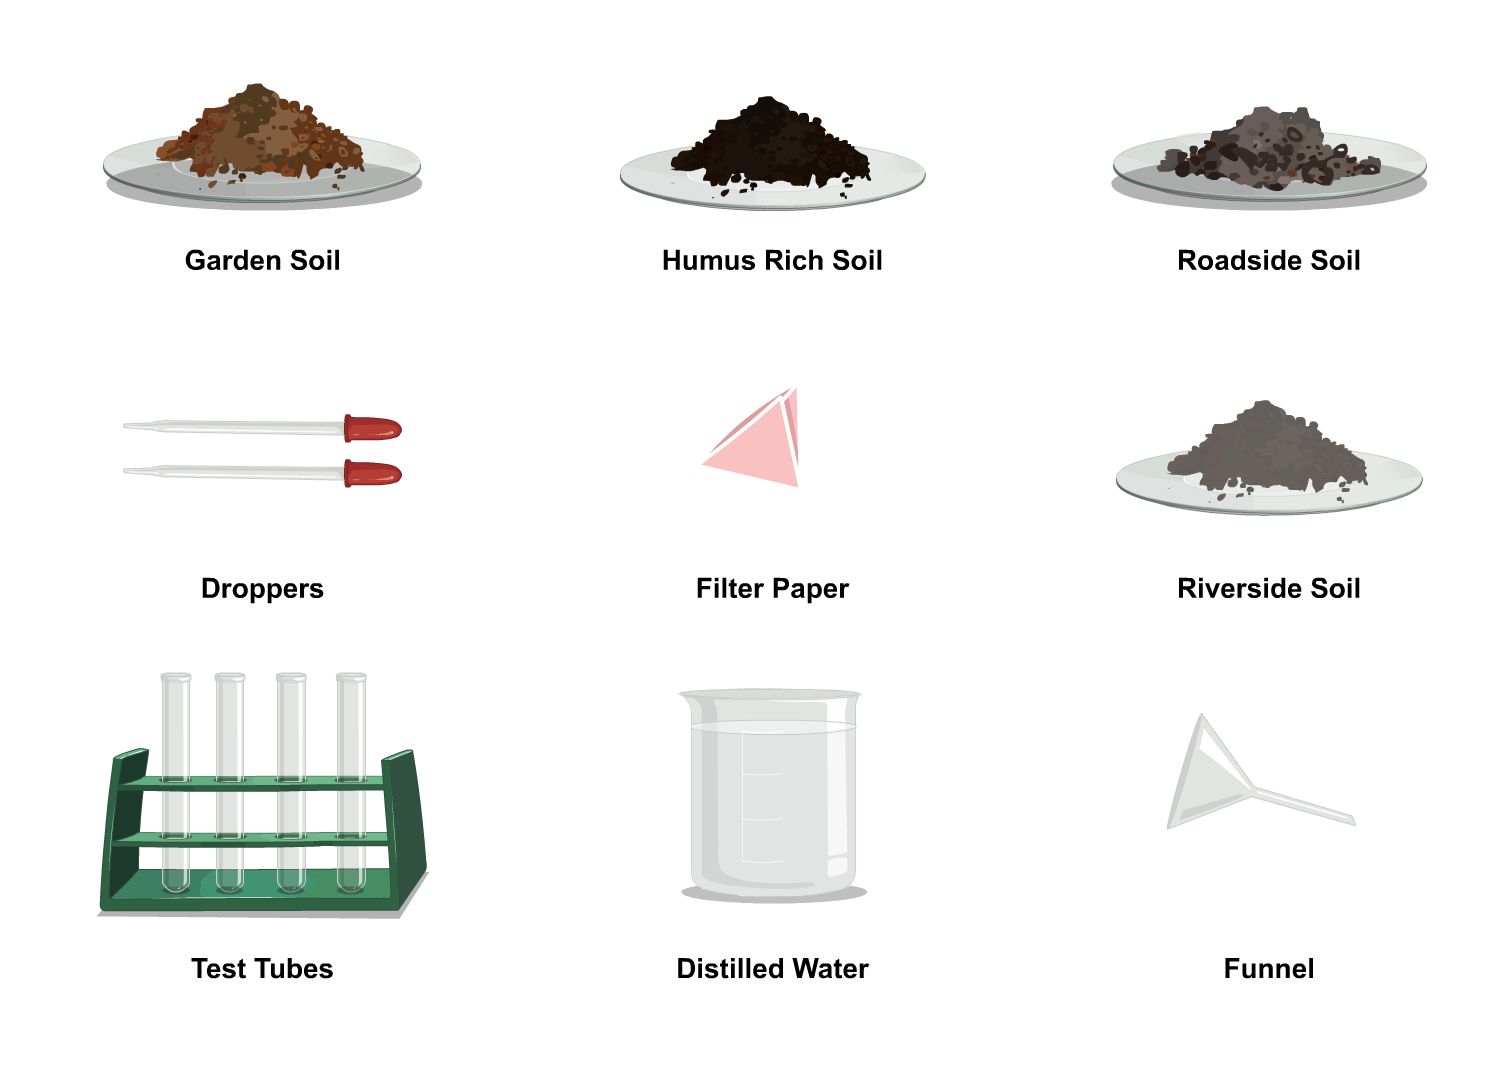 Garden Soil
Humus Rich Soil
Roadside Soil
Droppers
Filter Paper
Riverside Soil
Test Tubes
Distilled Water
Funnel